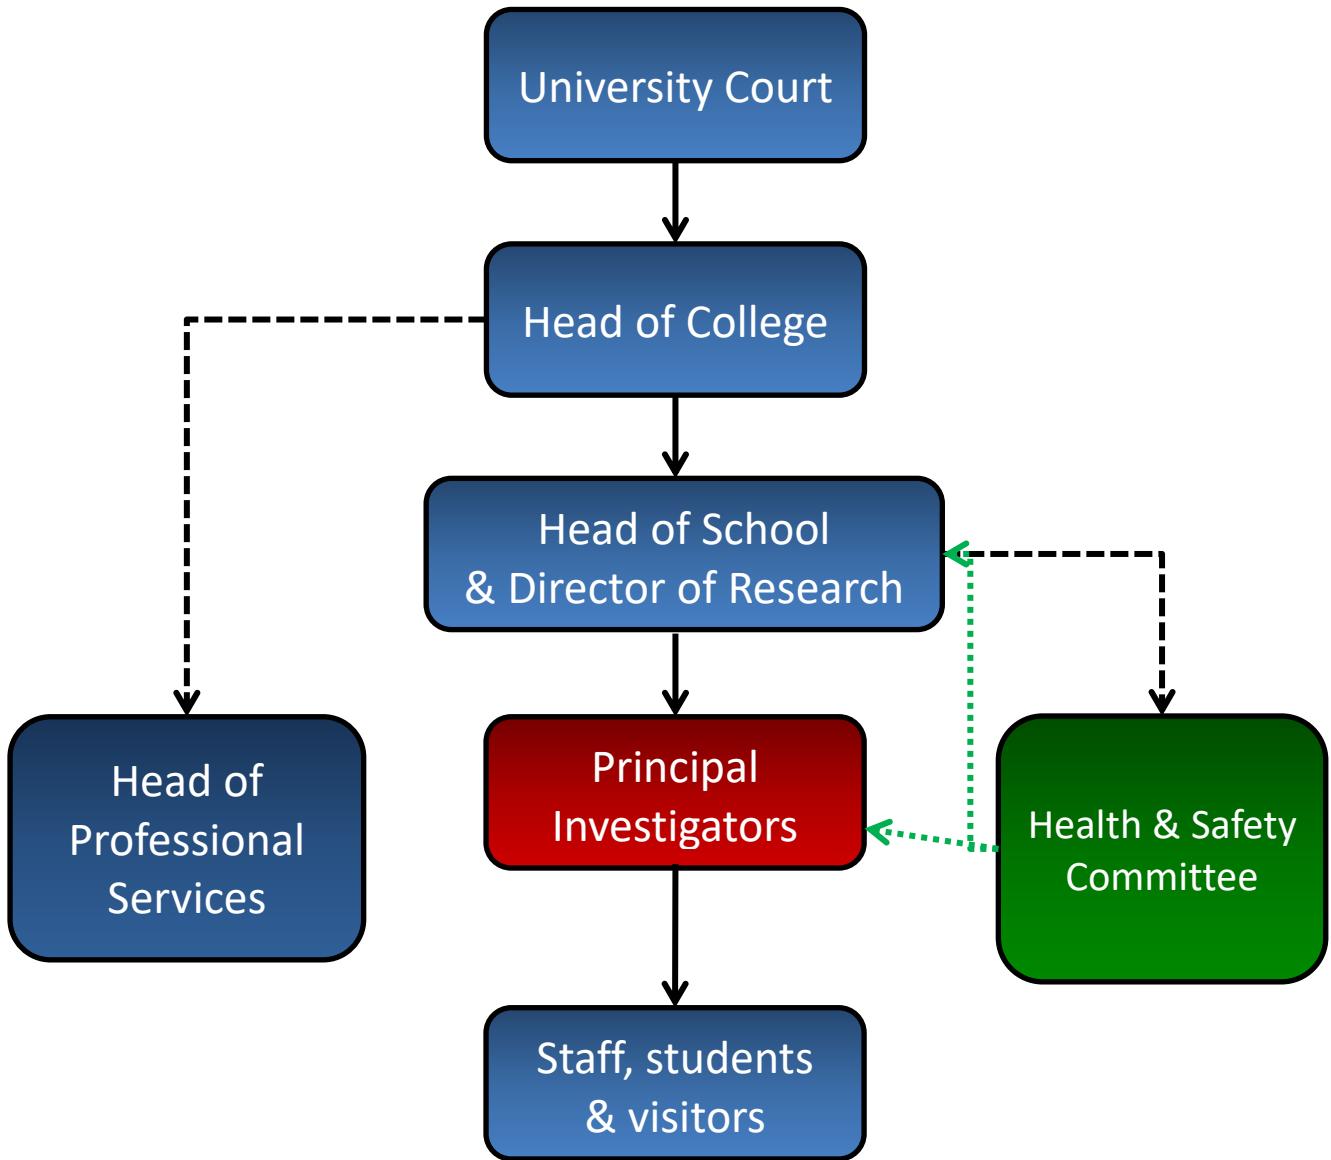 University Court
Head of College
Head of School
& Director of Research
Head of
Professional
Services
Principal
Investigators
Health & Safety
Committee
Staff, students
& visitors